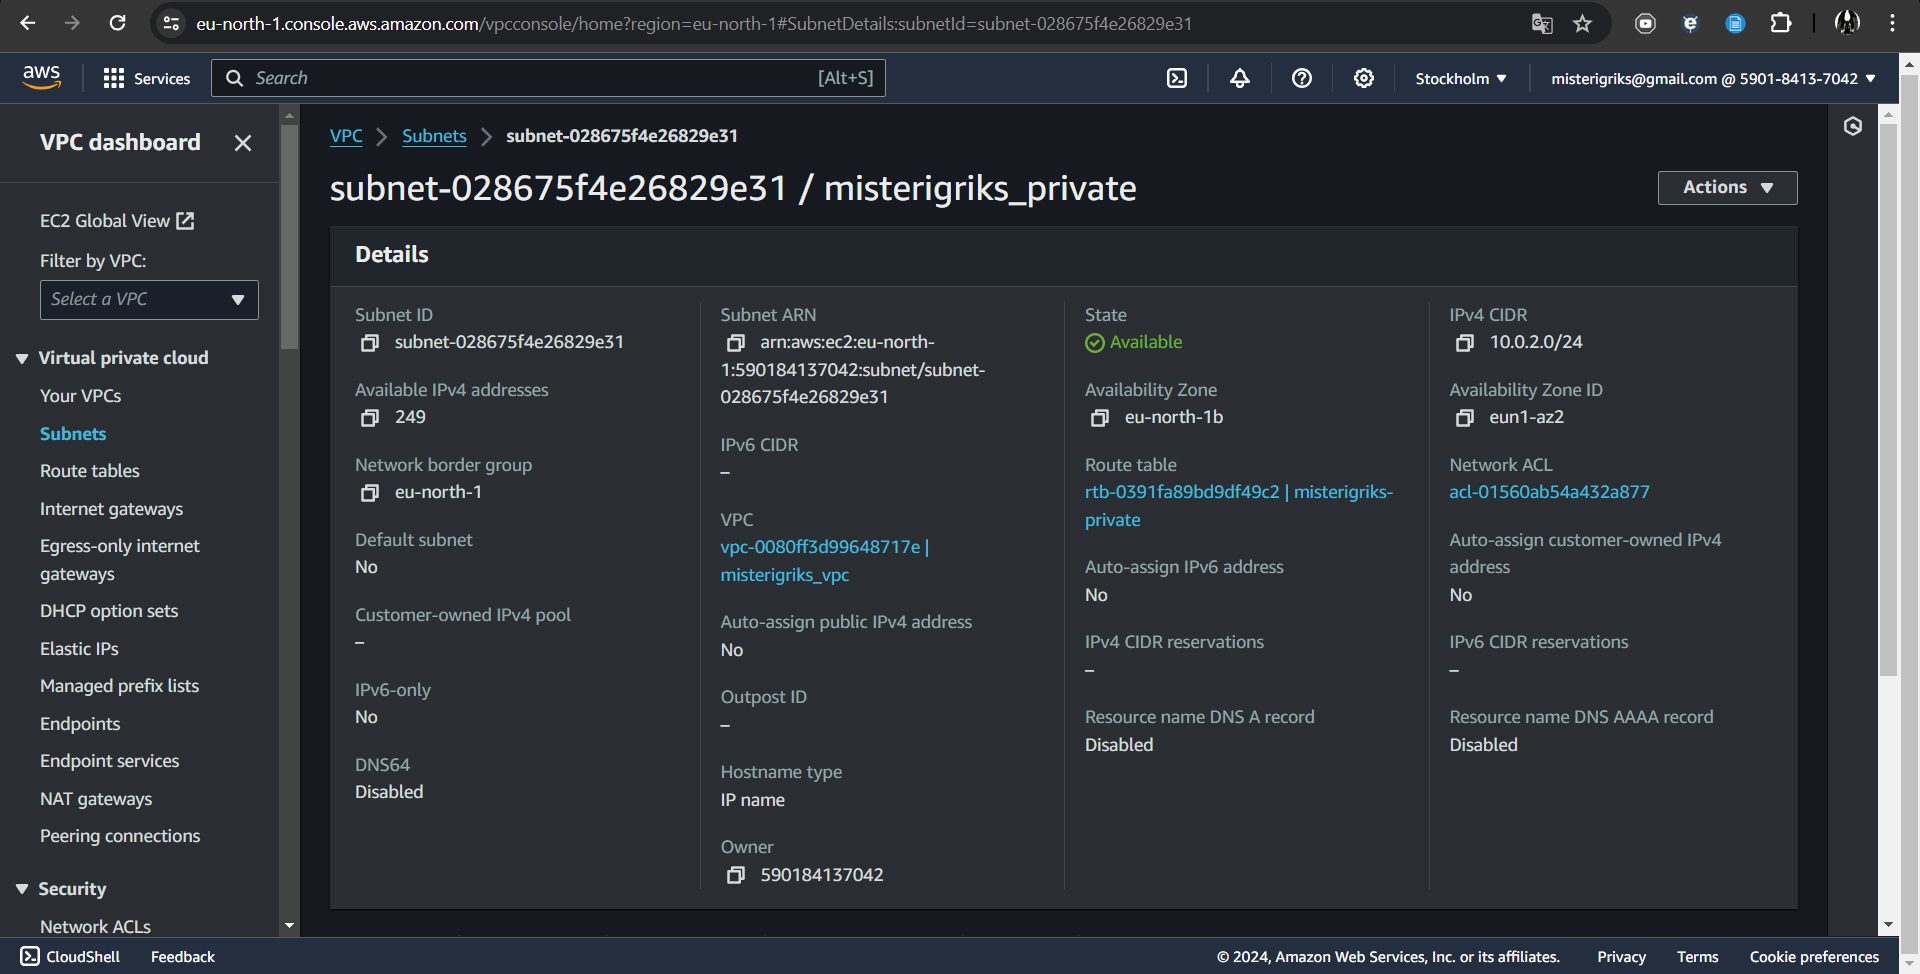 eu-north-1.console.aws.amazon.com/vpcconsole/home?region=eu-north-1#SubnetDetails:subnetId=subnet-028675f4e26829e31
aws
Services
Search
[Alt+S]
Stockholm
misterigriks@gmail.com @ 5901-8413-7042
VPC dashboard
EC2 Global View
Filter by VPC:
Select a VPC
Virtual private cloud
Your VPCs
Subnets
Route tables
Internet gateways
Egress-only internet
gateways
DHCP option sets
Elastic IPs
Managed prefix lists
Endpoints
Endpoint services
NAT gateways
Peering connections
Security
Network ACLs
VPC
Subnets
subnet-028675f4e26829e31
subnet-028675f4e26829e31 / misterigriks_private
Actions
Details
Subnet ID
subnet-028675f4e26829e31
Available IPv4 addresses
249
Network border group
eu-north-1
Default subnet
No
Customer-owned IPv4 pool
–
IPv6-only
No
DNS64
Disabled
Subnet ARN
arn:aws:ec2:eu-north-
1:590184137042:subnet/subnet-
028675f4e26829e31
IPv6 CIDR
–
VPC
vpc-0080ff3d99648717e |
misterigriks_vpc
Auto-assign public IPv4 address
No
Outpost ID
–
Hostname type
IP name
Owner
590184137042
State
Available
Availability Zone
eu-north-1b
Route table
rtb-0391fa89bd9df49c2 | misterigriks-
private
Auto-assign IPv6 address
No
IPv4 CIDR reservations
–
Resource name DNS A record
Disabled
IPv4 CIDR
10.0.2.0/24
Availability Zone ID
eun1-az2
Network ACL
acl-01560ab54a432a877
Auto-assign customer-owned IPv4
address
No
IPv6 CIDR reservations
–
Resource name DNS AAAA record
Disabled
CloudShell
Feedback
© 2024, Amazon Web Services, Inc. or its affiliates.
Privacy
Terms
Cookie preferences